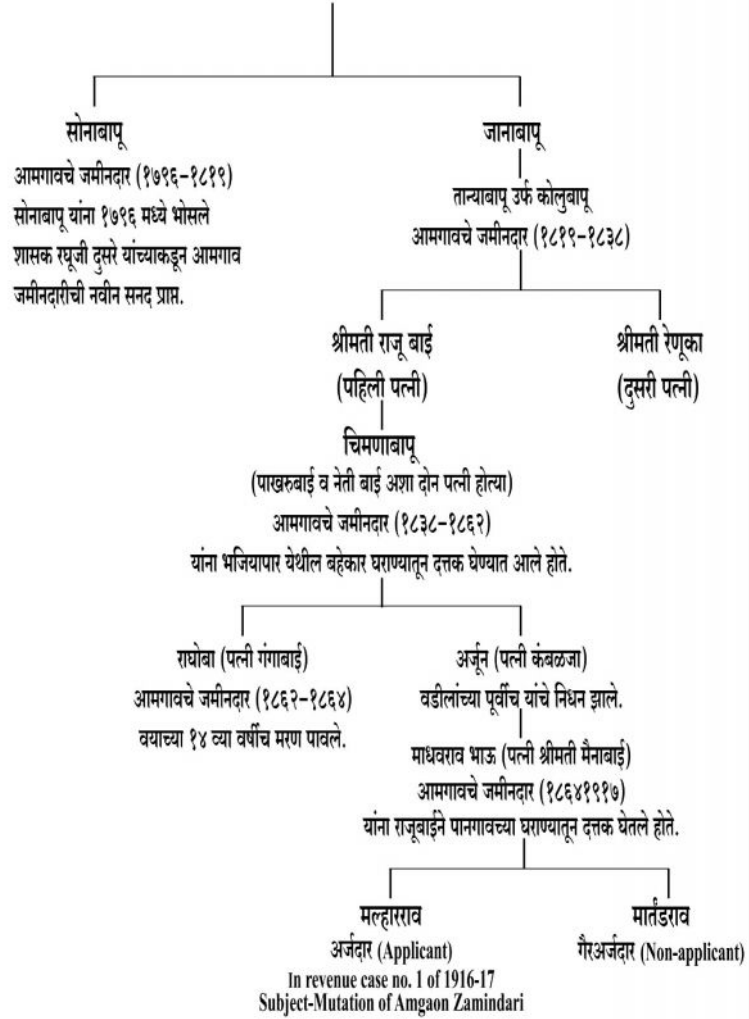 सोनाबापू
आमगावचे जमीनदार (१७९६-१८१९)
सोनाबापू यांना १७९६ मध्ये भोसले
शासक रघूजी दुसरे यांच्याकडून आमगाव
जमीनदारीची नवीन सनद प्राप्त.
जानाबापू
तान्याबापू उर्फ कोलुबापू
आमगावचे जमीनदार (१८१९-१८३८)
श्रीमती राजू बाई
(पहिली पत्नी)
श्रीमती रेणूका
(दुसरी पत्नी)
चिमणाबापू
(पाखरुबाई व नेती बाई अशा दोन पत्नी होत्या)
आमगावचे जमीनदार (१८३८-१८६२)
यांना भजियापार येथील बहेकार घराण्यातून दत्तक घेण्यात आले होते.
राघोबा (पत्नी गंगाबाई)
आमगावचे जमीनदार (१८६२-१८६४)
वयाच्या १४ व्या वर्षीच मरण पावले.
अर्जून (पत्नी कंबळजा)
वडीलांच्या पूर्वीच यांचे निधन झाले.
माधवराव भाऊ (पत्नी श्रीमती मैनाबाई)
आमगावचे जमीनदार (१८६४१९१७)
यांना राजूबाईने पानगावच्या घराण्यातून दत्तक घेतले होते.
मल्हारराव
अर्जदार (Applicant)
In revenue case no. 1 of 1916-17
Subject-Mutation of Amgaon Zamindari
मार्तंडराव
गैरअर्जदार (Non-applicant)